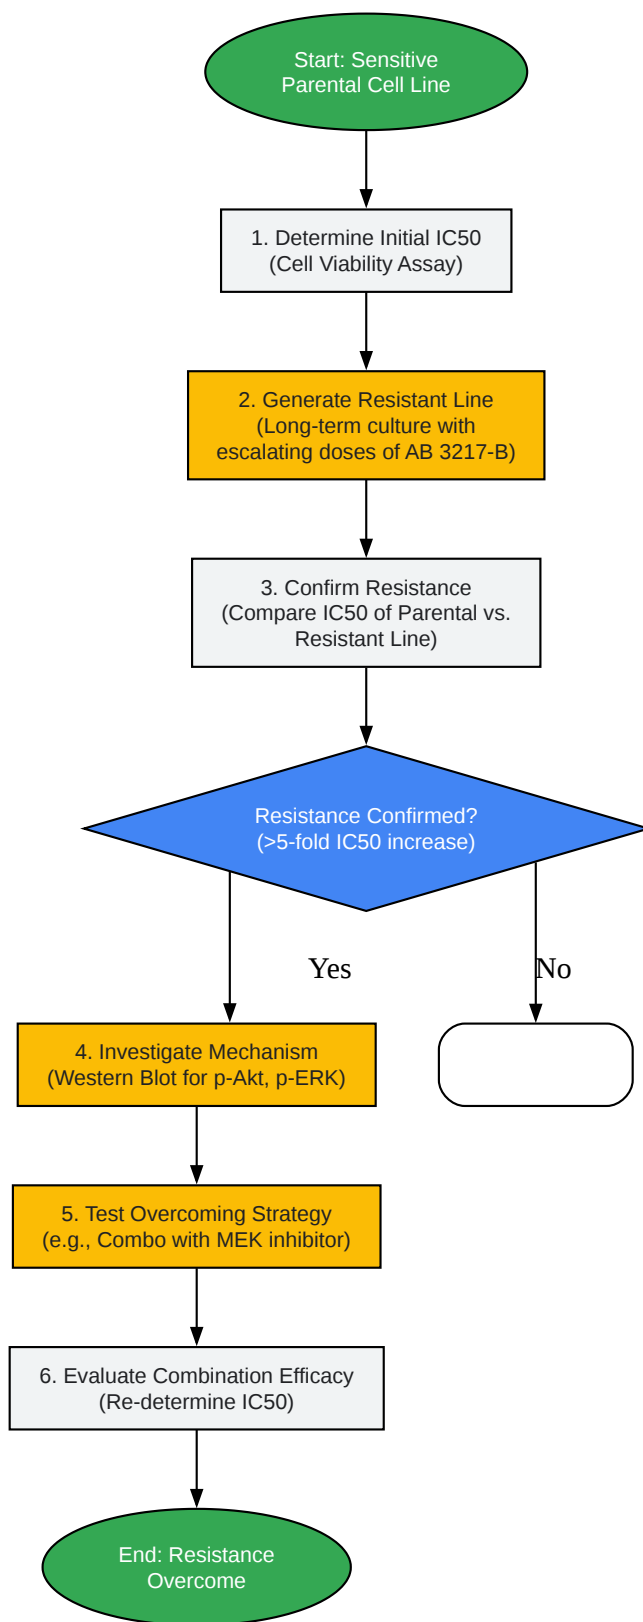 Start: Sensitive
Parental Cell Line
1. Determine Initial IC50
(Cell Viability Assay)
2. Generate Resistant Line
(Long-term culture with
escalating doses of AB 3217-B)
3. Confirm Resistance
(Compare IC50 of Parental vs.
Resistant Line)
Resistance Confirmed?
(>5-fold IC50 increase)
Yes
No
4. Investigate Mechanism
(Western Blot for p-Akt, p-ERK)
5. Test Overcoming Strategy
(e.g., Combo with MEK inhibitor)
6. Evaluate Combination Efficacy
(Re-determine IC50)
End: Resistance
Overcome